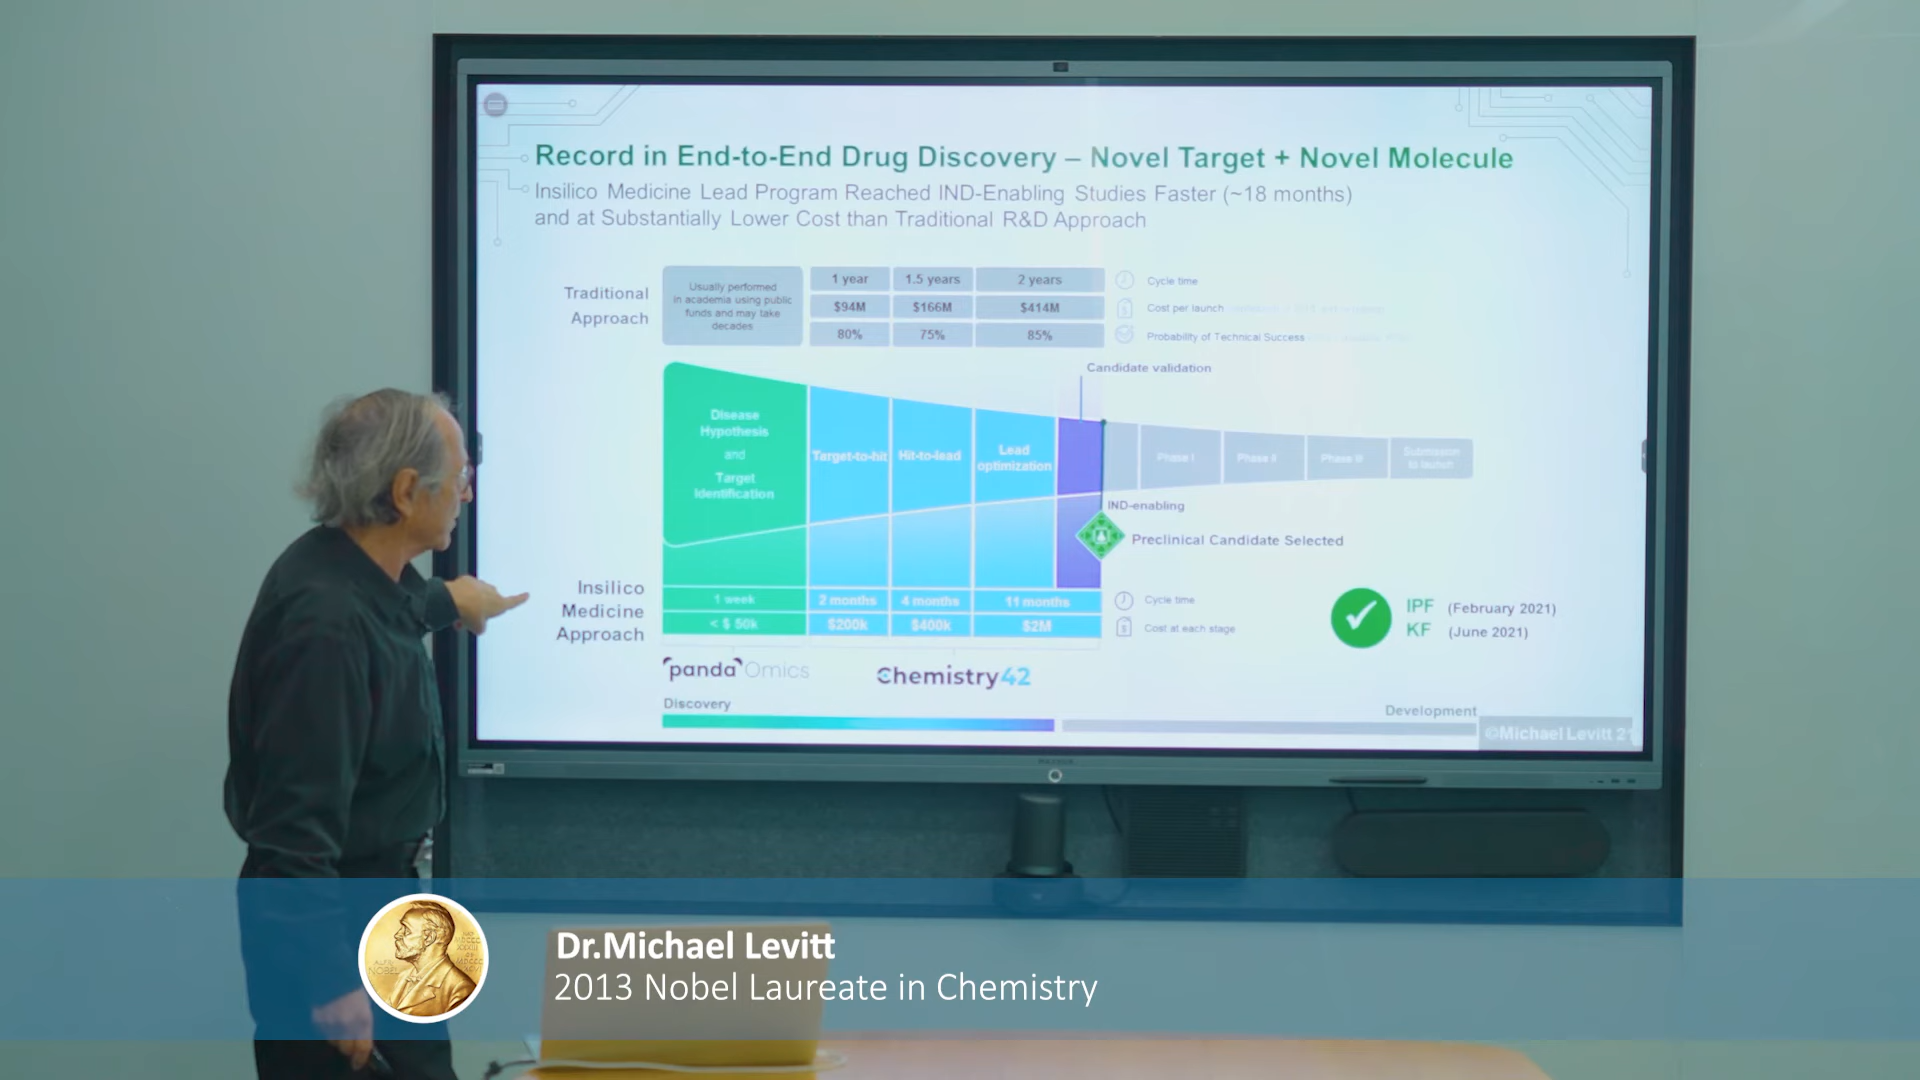 Record in End-to-End Drug Discovery – Novel Target + Novel Molecule
Insilico Medicine Lead Program Reached IND-Enabling Studies Faster (~18 months)
and at Substantially Lower Cost than Traditional R&D Approach
Traditional
Approach
Usually performed
in academia using public
funds and may take
decades
1 year
1.5 years
2 years
Cycle time
$94M
$166M
$414M
Cost per launch
80%
75%
85%
Probability of Technical Success
Candidate validation
Disease
Hypothesis
and
Target
Identification
Target-to-hit
Hit-to-lead
Lead
optimization
Phase I
Phase II
Phase III
Submission
to launch
IND-enabling
Preclinical Candidate Selected
Insilico
Medicine
Approach
1 week
2 months
4 months
11 months
Cycle time
< $ 50k
$200k
$400k
$2M
Cost at each stage
IPF (February 2021)
KF (June 2021)
pandaOmics
Chemistry42
Discovery
Development
©Michael Levitt 21
Dr.Michael Levitt
2013 Nobel Laureate in Chemistry